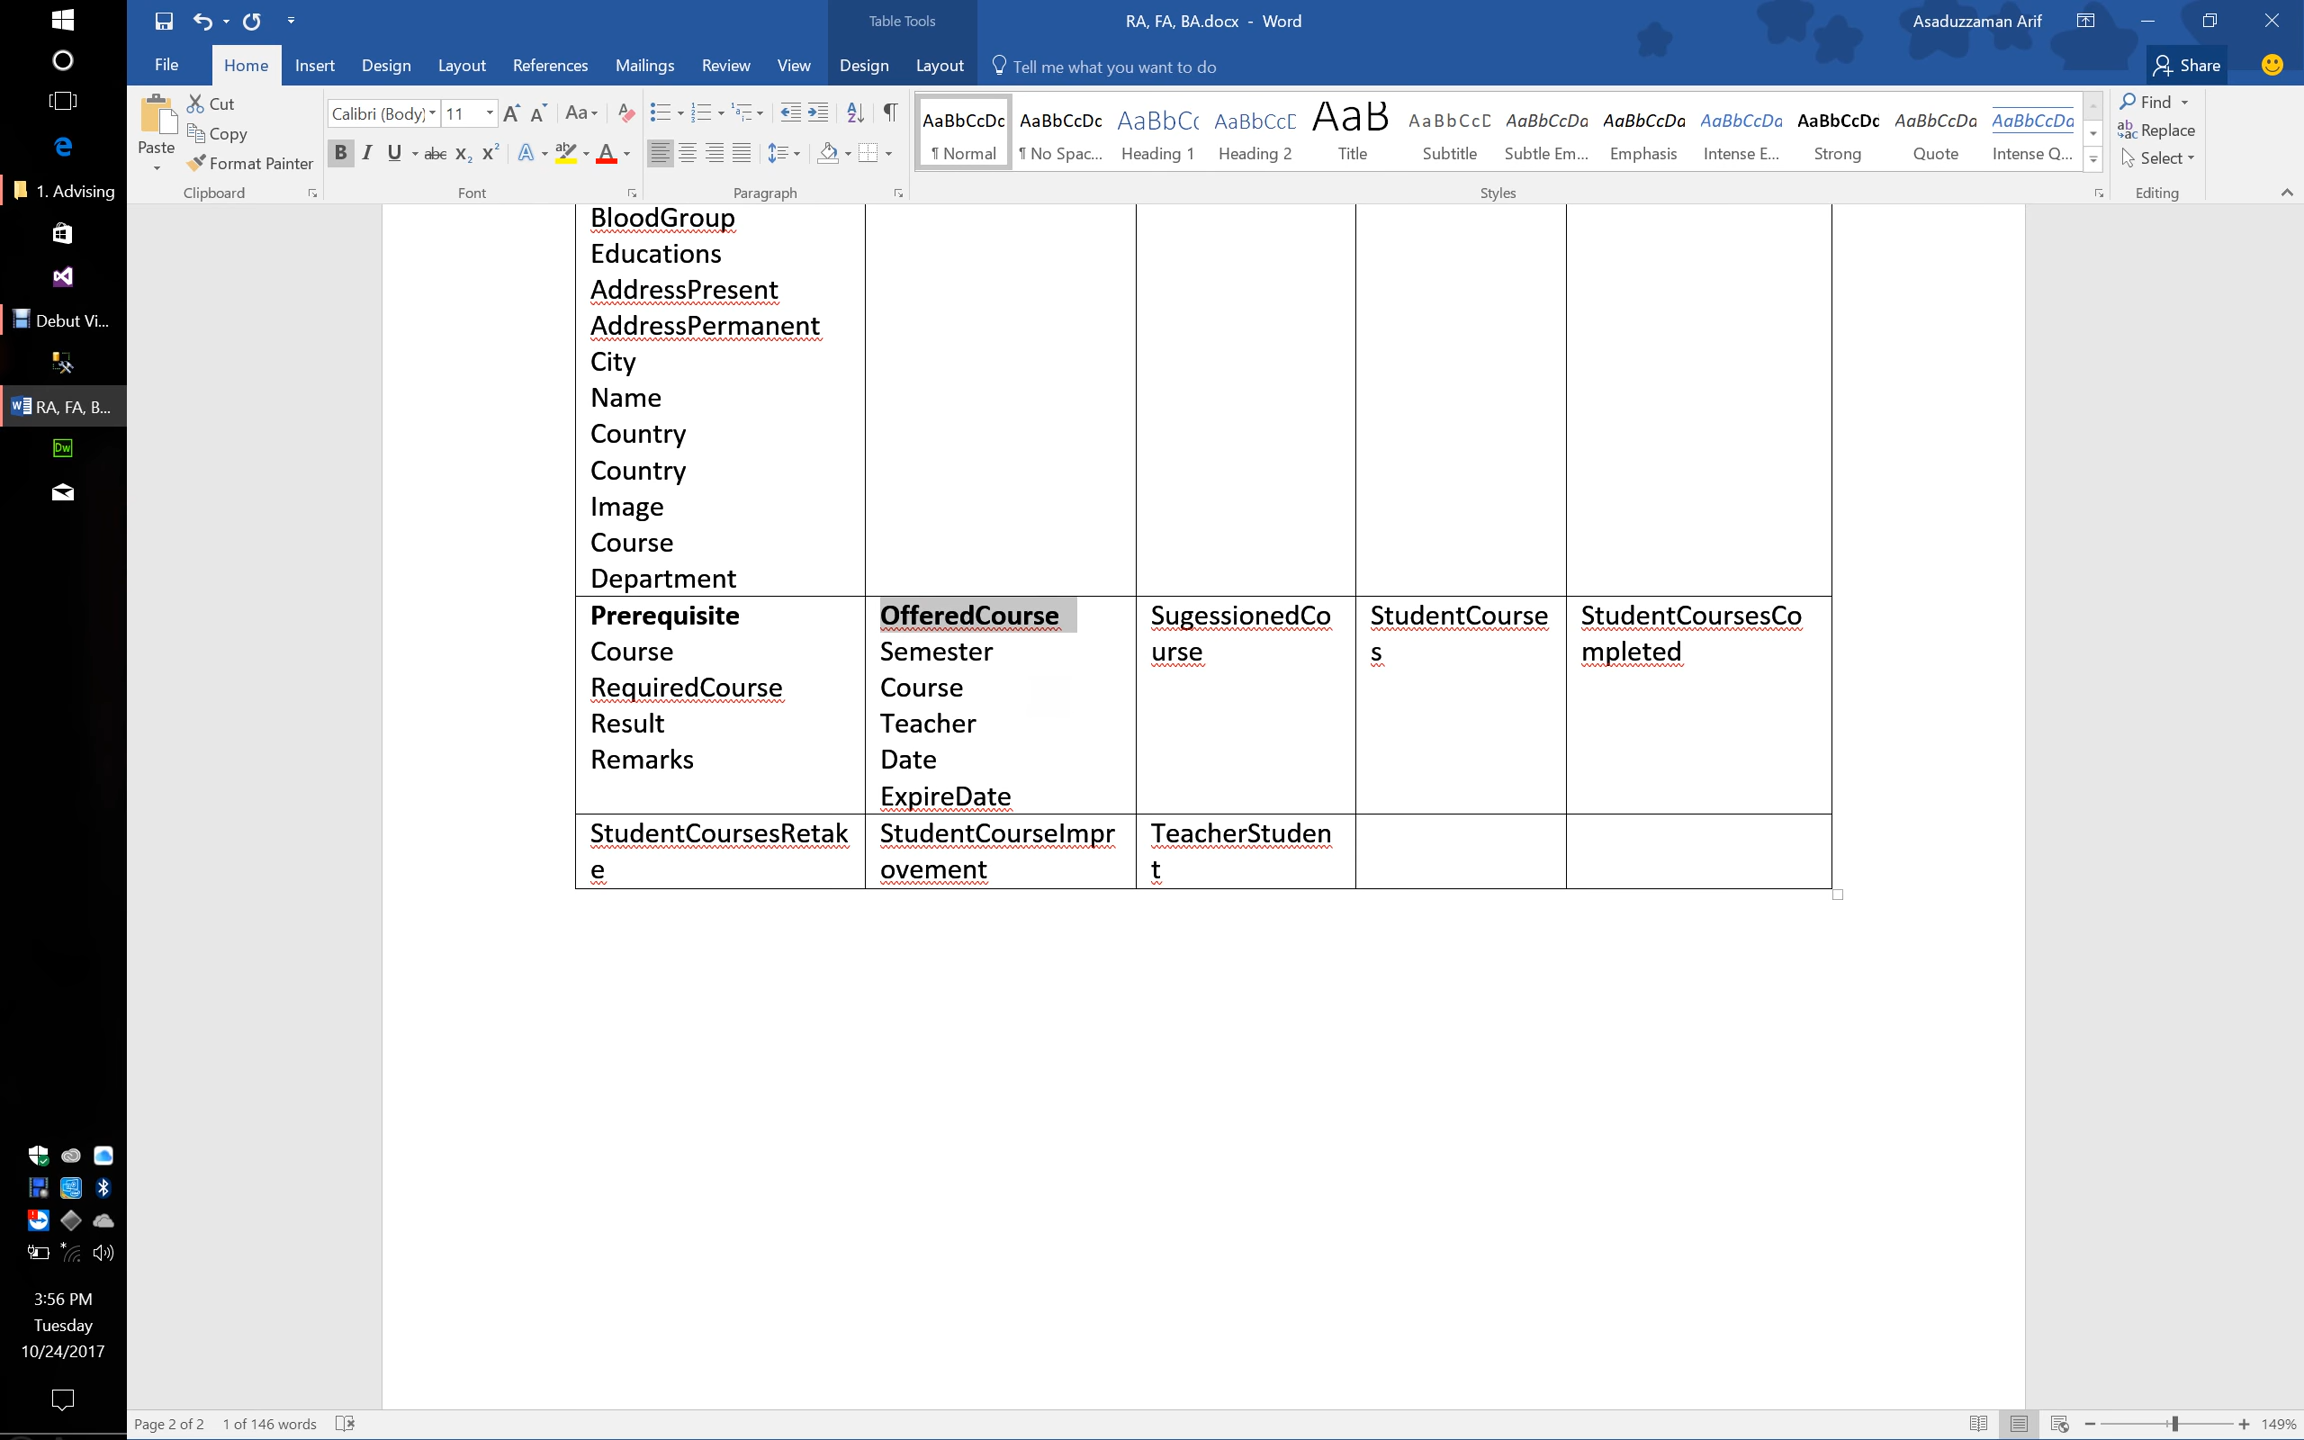 Table Tools
RA, FA, BA.docx - Word
Asaduzzaman Arif
File Home Insert Design Layout References Mailings Review View Design Layout Tell me what you want to do
Share
Paste
Cut
Copy
Format Painter
Clipboard
Calibri (Body) 11
Font
Paragraph
AaBbCcDc AaBbCcDc AaBbC AaBbCcE AaB AaBbCcD AaBbCcDa AaBbCcDa AaBbCcDa AaBbCcDc AaBbCcDa AaBbCcDa
¶ Normal ¶ No Spac... Heading 1 Heading 2 Title Subtitle Subtle Em... Emphasis Intense E... Strong Quote Intense Q...
Styles
Find
Replace
Select
Editing
1. Advising
Debut Vi...
RA, FA, B...
Dw
3:56 PM
Tuesday
10/24/2017
BloodGroup
Educations
AddressPresent
AddressPermanent
City
Name
Country
Country
Image
Course
Department
Prerequisite
Course
RequiredCourse
Result
Remarks
OfferedCourse
Semester
Course
Teacher
Date
ExpireDate
SugessionedCo
urse
StudentCourse
s
StudentCoursesCo
mpleted
StudentCoursesRetak
e
StudentCourseImpr
ovement
TeacherStuden
t
Page 2 of 2 1 of 146 words
149%